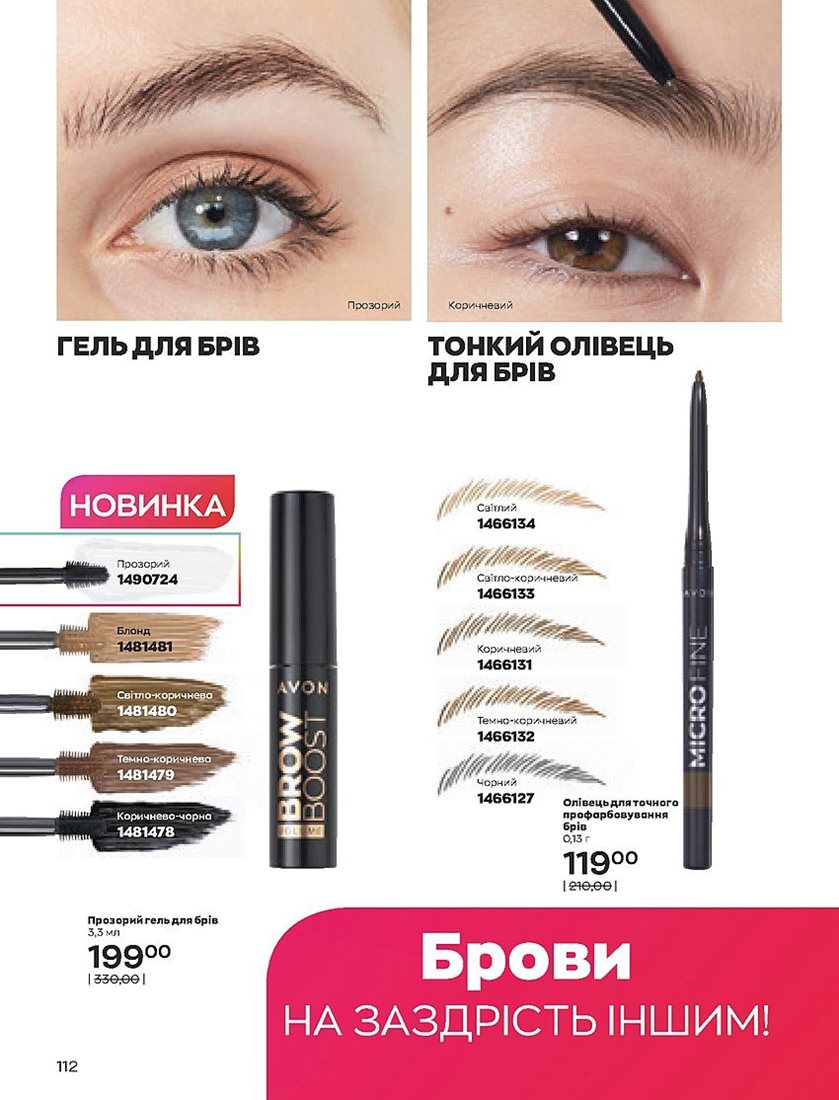 Прозорий
Коричневий
ГЕЛЬ ДЛЯ БРІВ
ТОНКИЙ ОЛІВЕЦЬ
ДЛЯ БРІВ
НОВИНКА
Прозорий
1490724
Блонд
1481481
Світло-коричнева
1481480
Темно-коричнева
1481479
Коричнево-чорна
1481478
AVON
BROW
BOOST
VOLUME
Прозорий гель для брів
3,3 мл
199⁰⁰
| 330,00 |
Світлий
1466134
Світло-коричневий
1466133
Коричневий
1466131
Темно-коричневий
1466132
Чорний
1466127
AVON
MICROFINE
Олівець для точного
профарбовування
брів
0,13 г
119⁰⁰
| 210,00 |
Брови
НА ЗАЗДРІСТЬ ІНШИМ!
112